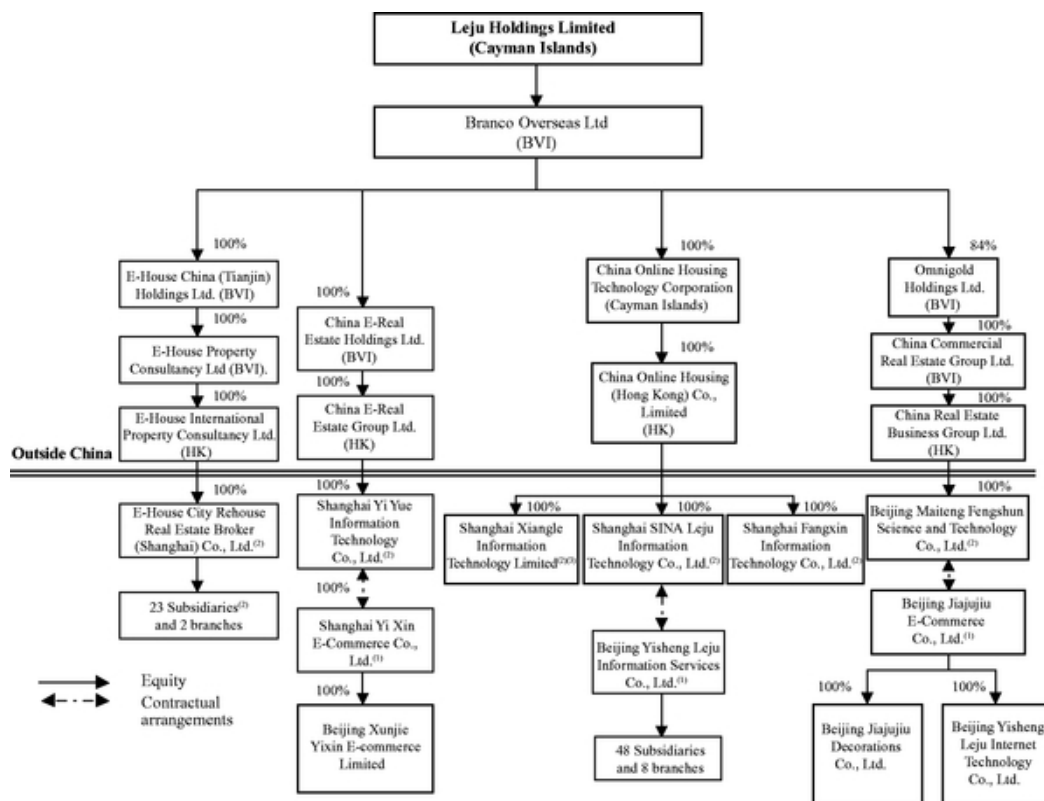 Leju Holdings Limited
(Cayman Islands)
Branco Overseas Ltd
(BVI)
100%
100%
84%
E-House China (Tianjin)
Holdings Ltd. (BVI)
100%
China Online Housing
Technology Corporation
(Cayman Islands)
Omnigold
Holdings Ltd.
(BVI)
100%
China E-Real
Estate Holdings Ltd.
(BVI)
100%
100%
E-House Property
Consultancy Ltd (BVI).
China Commercial
Real Estate Group Ltd.
(BVI)
100%
100%
China Online Housing
(Hong Kong) Co.,
Limited
(HK)
100%
E-House International
Property Consultancy Ltd.
(HK)
China E-Real
Estate Group Ltd.
(HK)
China Real Estate
Business Group Ltd.
(HK)
Outside China
100%
100%
100%
E-House City Rehouse
Real Estate Broker
(Shanghai) Co., Ltd.(2)
Shanghai Yi Yue
Information
Technology
Co., Ltd.(2)
100%
100%
100%
Shanghai Xiangle
Information
Technology Limited(2)(3)
Shanghai SINA Leju
Information
Technology Co., Ltd.(2)
Shanghai Fangxin
Information
Technology Co., Ltd.(2)
Beijing Maiteng Fengshun
Science and Technology
Co., Ltd.(2)
23 Subsidiaries(2)
and 2 branches
Shanghai Yi Xin
E-Commerce Co.,
Ltd.(1)
Beijing Yisheng Leju
Information Services
Co., Ltd.(1)
Beijing Jiajujiu
E-Commerce
Co., Ltd.(1)
Equity
Contractual
arrangements
100%
100%
100%
Beijing Xunjie
Yixin E-commerce
Limited
48 Subsidiaries
and 8 branches
Beijing Jiajujiu
Decorations
Co., Ltd.
Beijing Yisheng
Leju Internet
Technology
Co., Ltd.